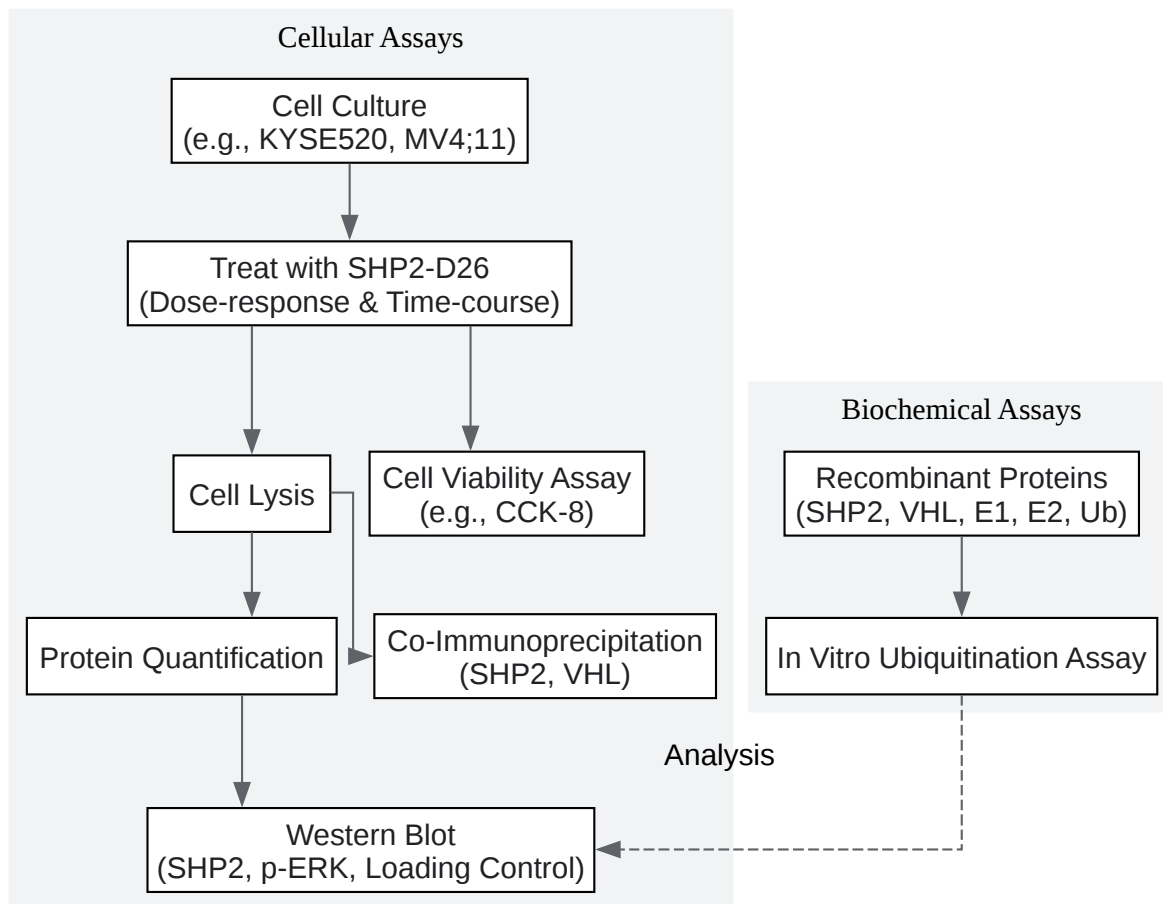 Cellular Assays
Cell Culture
(e.g., KYSE520, MV4;11)
Treat with SHP2-D26
(Dose-response & Time-course)
Cell Lysis
Cell Viability Assay
(e.g., CCK-8)
Protein Quantification
Co-Immunoprecipitation
(SHP2, VHL)
Western Blot
(SHP2, p-ERK, Loading Control)
Biochemical Assays
Recombinant Proteins
(SHP2, VHL, E1, E2, Ub)
In Vitro Ubiquitination Assay
Analysis